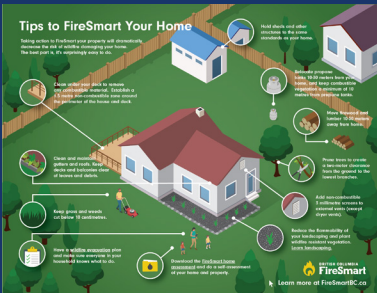 Tips to FireSmart Your Home
Taking action to FireSmart your property will dramatically
decrease the risk of wildfire damaging your home.
The best part is, it's surprisingly easy to do.
Hold sheds and other
structures to the same
standards as your home.
Clean under your deck to remove
any combustible material. Establish a
1.5 metre non-combustible zone around
the perimeter of the house and deck.
Relocate propane
tanks 10-30 metres from your
home, and keep combustible
vegetation a minimum of 10
metres from propane tanks.
Move firewood and
lumber 10-30 metres
away from home.
Clean and maintain
gutters and roofs. Keep
decks and balconies clear
of leaves and debris.
Prune trees to create
a two-metre clearance
from the ground to the
lowest branches.
Add non-combustible
3 millimetre screens to
external vents (except
dryer vents).
Keep grass and weeds
cut below 10 centimetres.
Reduce the flammability of
your landscaping and plant
wildfire resistant vegetation.
Learn landscaping.
Have a wildfire evacuation plan
and make sure everyone in your
household knows what to do.
Download the FireSmart home
assessment and do a self-assessment
of your home and property.
BRITISH COLUMBIA
FireSmart
Learn more at FireSmartBC.ca